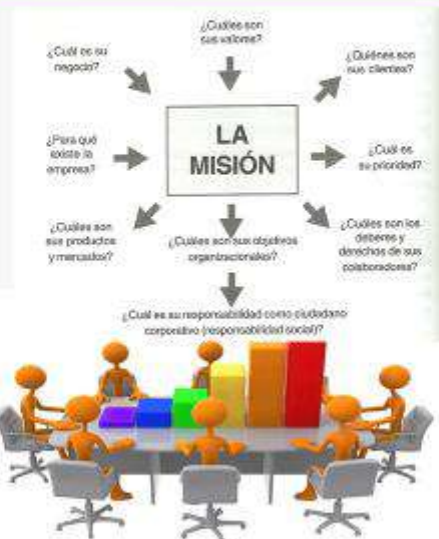 ¿Cuáles son
sus valores?
¿Cuál es su
negocio?
¿Quiénes son
sus clientes?
LA
MISIÓN
¿Para qué
existe la
empresa?
¿Cuál es
su prioridad?
¿Cuáles son
sus productos
y mercados?
¿Cuáles son sus objetivos
organizacionales?
¿Cuáles son los
deberes y
derechos de sus
colaboradores?
¿Cuál es su responsabilidad como ciudadano
corporativo (responsabilidad social)?